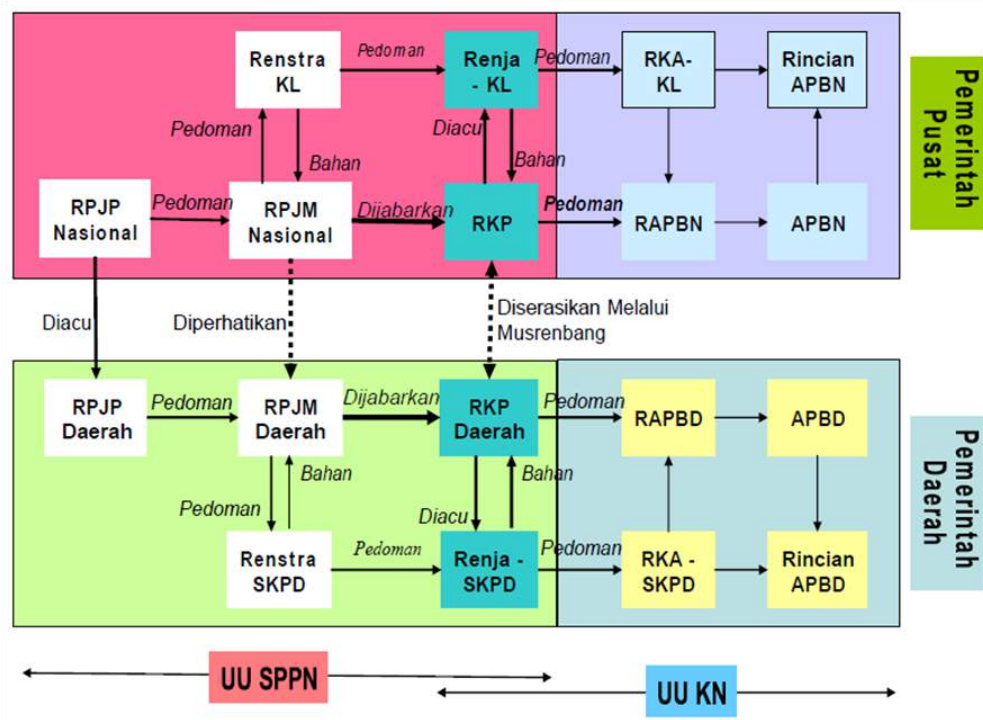 Renstra
KL
Pedoman
Renja
- KL
Pedoman
RKA-
KL
Rincian
APBN
Pedoman
Bahan
Diacu
Bahan
RPJP
Nasional
Pedoman
RPJM
Nasional
Dijabarkan
RKP
Pedoman
RAPBN
APBN
Pemerintah
Pusat
Diacu
Diperhatikan
Diserasikan Melalui
Musrenbang
RPJP
Daerah
Pedoman
RPJM
Daerah
Dijabarkan
RKP
Daerah
Pedoman
RAPBD
APBD
Pedoman
Bahan
Diacu
Bahan
Renstra
SKPD
Pedoman
Renja -
SKPD
Pedoman
RKA -
SKPD
Rincian
APBD
Pemerintah
Daerah
UU SPPN
UU KN